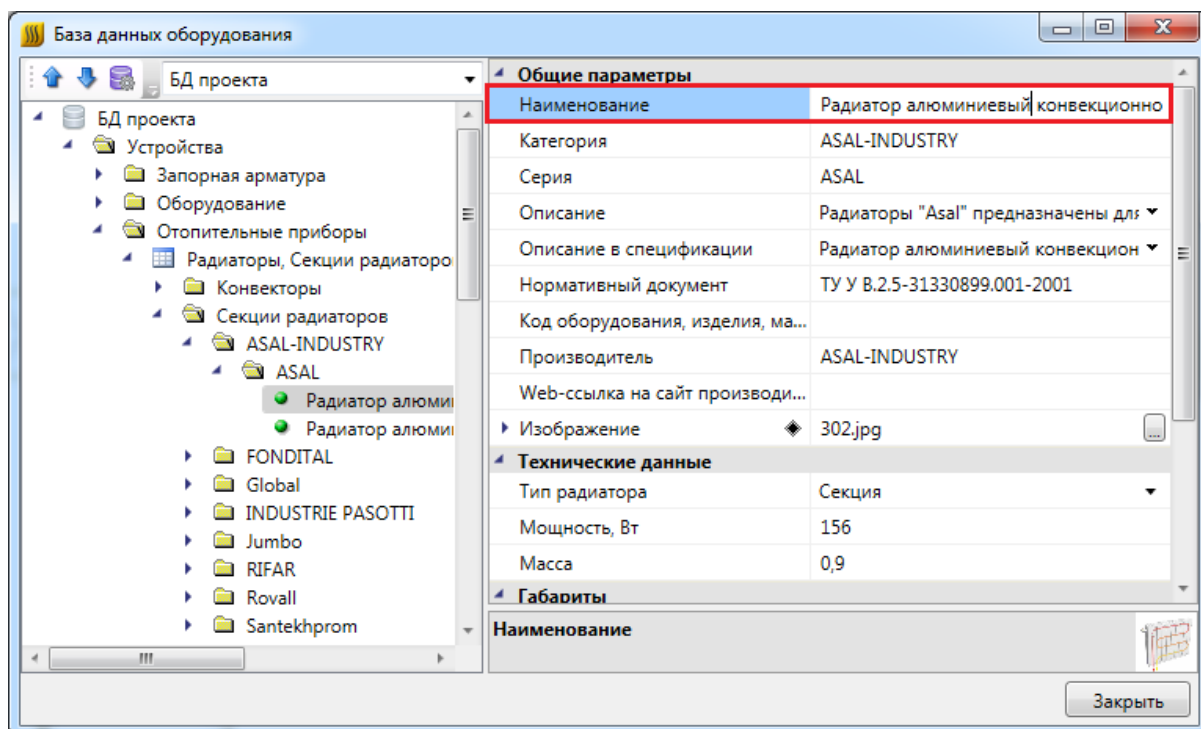 База данных оборудования
БД проекта
БД проекта
Устройства
Запорная арматура
Оборудование
Отопительные приборы
Радиаторы, Секции радиаторо
Конвекторы
Секции радиаторов
ASAL-INDUSTRY
ASAL
Радиатор алюми
Радиатор алюми
FONDITAL
Global
INDUSTRIE PASOTTI
Jumbo
RIFAR
Rovall
Santekhprom
Общие параметры
Наименование Радиатор алюминиевый конвекционно
Категория ASAL-INDUSTRY
Серия ASAL
Описание Радиаторы "Asal" предназначены для
Описание в спецификации Радиатор алюминиевый конвекцион
Нормативный документ ТУ У В.2.5-31330899.001-2001
Код оборудования, изделия, ма...
Производитель ASAL-INDUSTRY
Web-ссылка на сайт производи...
Изображение 302.jpg ...
Технические данные
Тип радиатора Секция
Мощность, Вт 156
Масса 0,9
Габариты
Наименование
Закрыть